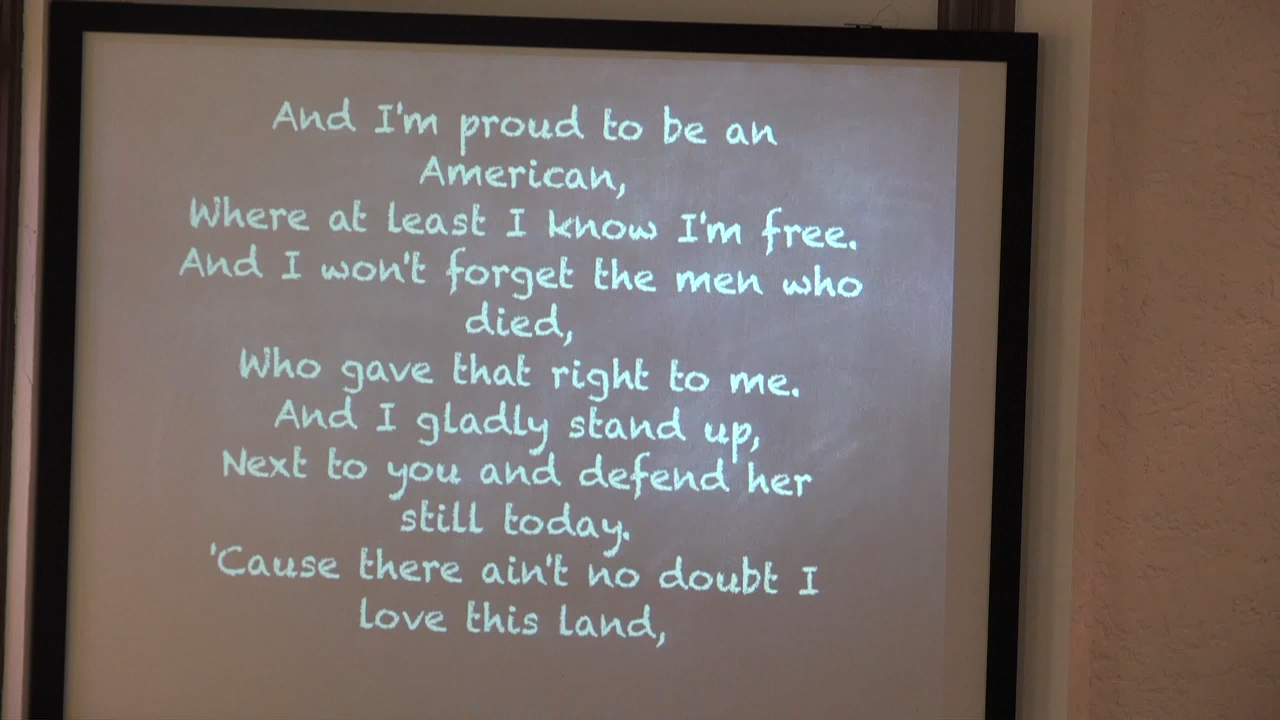 And I'm proud to be an
American,
Where at least I know I'm free.
And I won't forget the men who
died,
Who gave that right to me.
And I gladly stand up,
Next to you and defend her
still today.
'Cause there ain't no doubt I
love this land,